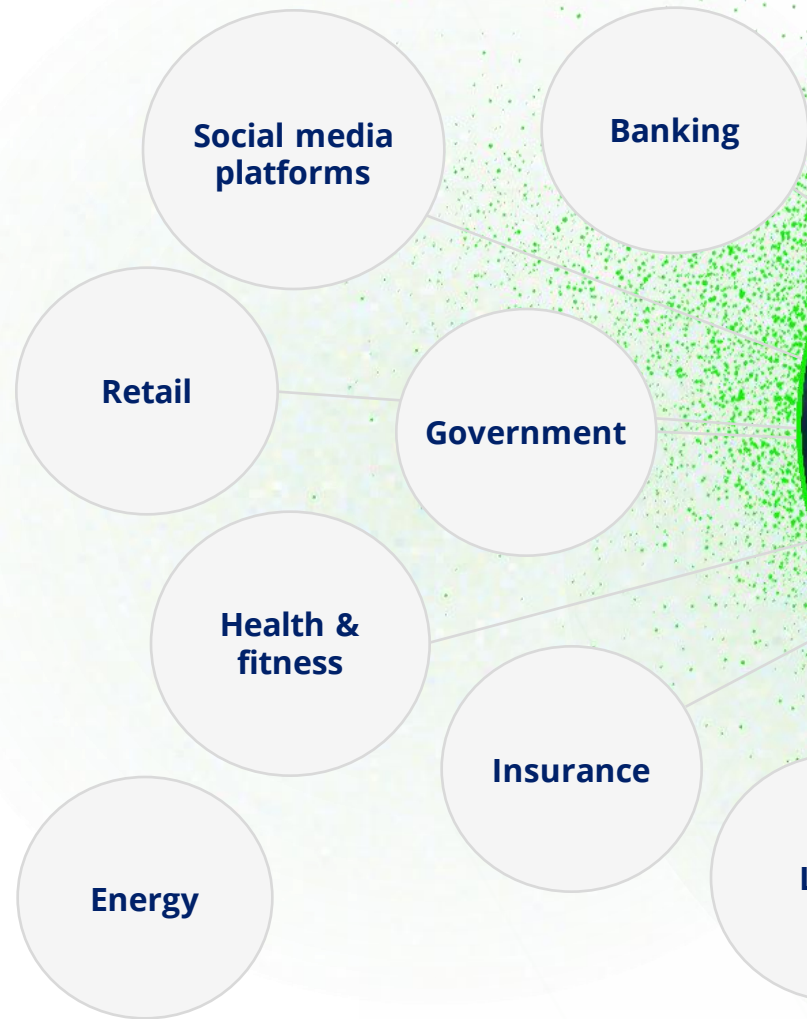 Social media
platforms
Banking
Retail
Government
Health &
fitness
Insurance
Energy